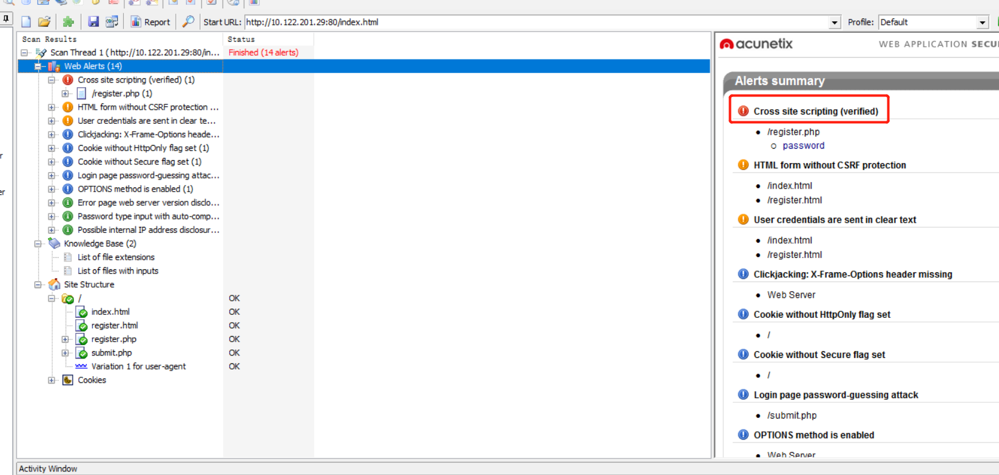 Report
Start URL:
http://10.122.201.29:80/index.html
Profile:
Default
Scan Results
Status
Scan Thread 1 ( http://10.122.201.29:80/in...
Finished (14 alerts)
Web Alerts (14)
Cross site scripting (verified) (1)
/register.php (1)
HTML form without CSRF protection ...
User credentials are sent in clear te...
Clickjacking: X-Frame-Options heade...
Cookie without HttpOnly flag set (1)
Cookie without Secure flag set (1)
Login page password-guessing attac...
OPTIONS method is enabled (1)
Error page web server version disclo...
Password type input with auto-comp...
Possible internal IP address disclosur...
Knowledge Base (2)
List of file extensions
List of files with inputs
Site Structure
/ OK
index.html OK
register.html OK
register.php OK
submit.php OK
Variation 1 for user-agent OK
Cookies
acunetix
WEB APPLICATION SECU
Alerts summary
Cross site scripting (verified)
• /register.php
○ password
HTML form without CSRF protection
• /index.html
• /register.html
User credentials are sent in clear text
• /index.html
• /register.html
Clickjacking: X-Frame-Options header missing
• Web Server
Cookie without HttpOnly flag set
• /
Cookie without Secure flag set
• /
Login page password-guessing attack
• /submit.php
OPTIONS method is enabled
• Web Server
Activity Window